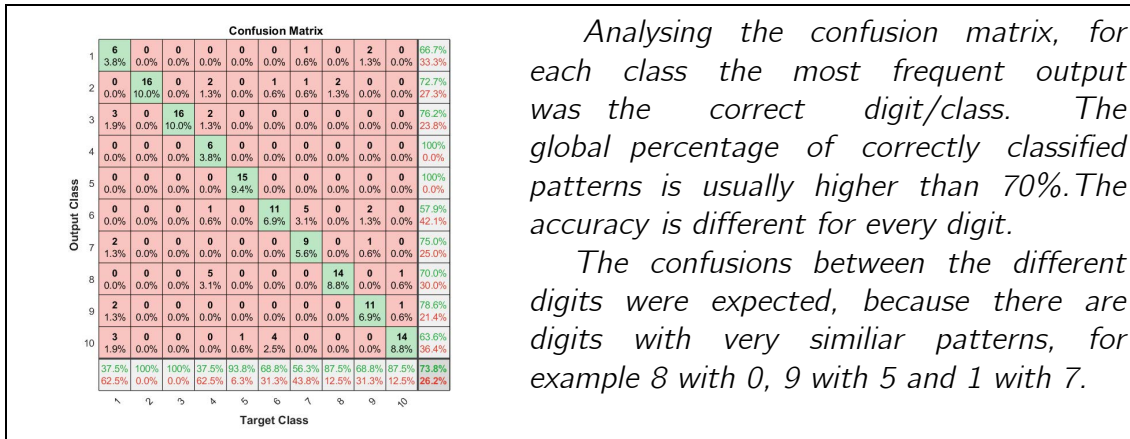 Confusion Matrix
1 6 0 0 0 0 0 1 0 2 0 66.7%
3.8% 0.0% 0.0% 0.0% 0.0% 0.0% 0.6% 0.0% 1.3% 0.0% 33.3%
2 0 16 0 2 0 1 1 2 0 0 72.7%
0.0% 10.0% 0.0% 1.3% 0.0% 0.6% 0.6% 1.3% 0.0% 0.0% 27.3%
3 3 0 16 2 0 0 0 0 0 0 76.2%
1.9% 0.0% 10.0% 1.3% 0.0% 0.0% 0.0% 0.0% 0.0% 0.0% 23.8%
4 0 0 0 6 0 0 0 0 0 0 100%
0.0% 0.0% 0.0% 3.8% 0.0% 0.0% 0.0% 0.0% 0.0% 0.0% 0.0%
5 0 0 0 0 15 0 0 0 0 0 100%
0.0% 0.0% 0.0% 0.0% 9.4% 0.0% 0.0% 0.0% 0.0% 0.0% 0.0%
6 0 0 0 1 0 11 5 0 2 0 57.9%
0.0% 0.0% 0.0% 0.6% 0.0% 6.9% 3.1% 0.0% 1.3% 0.0% 42.1%
7 2 0 0 0 0 0 9 0 1 0 75.0%
1.3% 0.0% 0.0% 0.0% 0.0% 0.0% 5.6% 0.0% 0.6% 0.0% 25.0%
8 0 0 0 5 0 0 0 14 0 1 70.0%
0.0% 0.0% 0.0% 3.1% 0.0% 0.0% 0.0% 8.8% 0.0% 0.6% 30.0%
9 2 0 0 0 0 0 0 0 11 1 78.6%
1.3% 0.0% 0.0% 0.0% 0.0% 0.0% 0.0% 0.0% 6.9% 0.6% 21.4%
10 3 0 0 0 1 4 0 0 0 14 63.6%
1.9% 0.0% 0.0% 0.0% 0.6% 2.5% 0.0% 0.0% 0.0% 8.8% 36.4%
37.5% 100% 100% 37.5% 93.8% 68.8% 56.3% 87.5% 68.8% 87.5% 73.8%
62.5% 0.0% 0.0% 62.5% 6.3% 31.3% 43.8% 12.5% 31.3% 12.5% 26.2%
1 2 3 4 5 6 7 8 9 10
Target Class
Output Class
Analysing the confusion matrix, for
each class the most frequent output
was the correct digit/class. The
global percentage of correctly classified
patterns is usually higher than 70%.The
accuracy is different for every digit.
The confusions between the different
digits were expected, because there are
digits with very similiar patterns, for
example 8 with 0, 9 with 5 and 1 with 7.